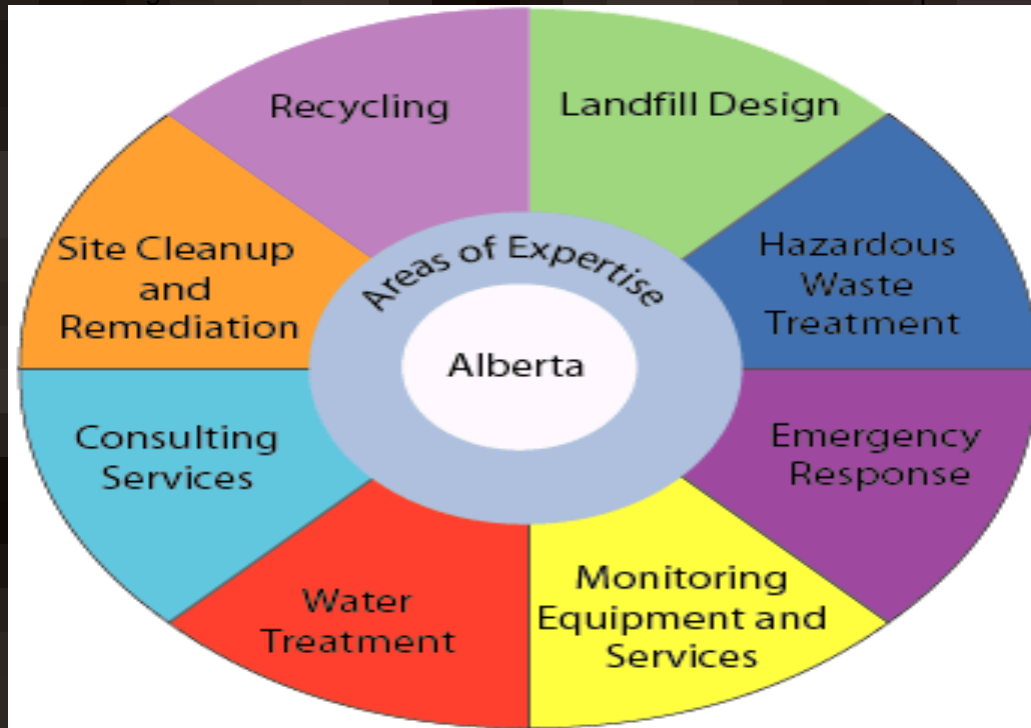 Recycling
Landfill Design
Site Cleanup
and
Remediation
Areas of Expertise
Hazardous
Waste
Treatment
Alberta
Consulting
Services
Emergency
Response
Water
Treatment
Monitoring
Equipment and
Services